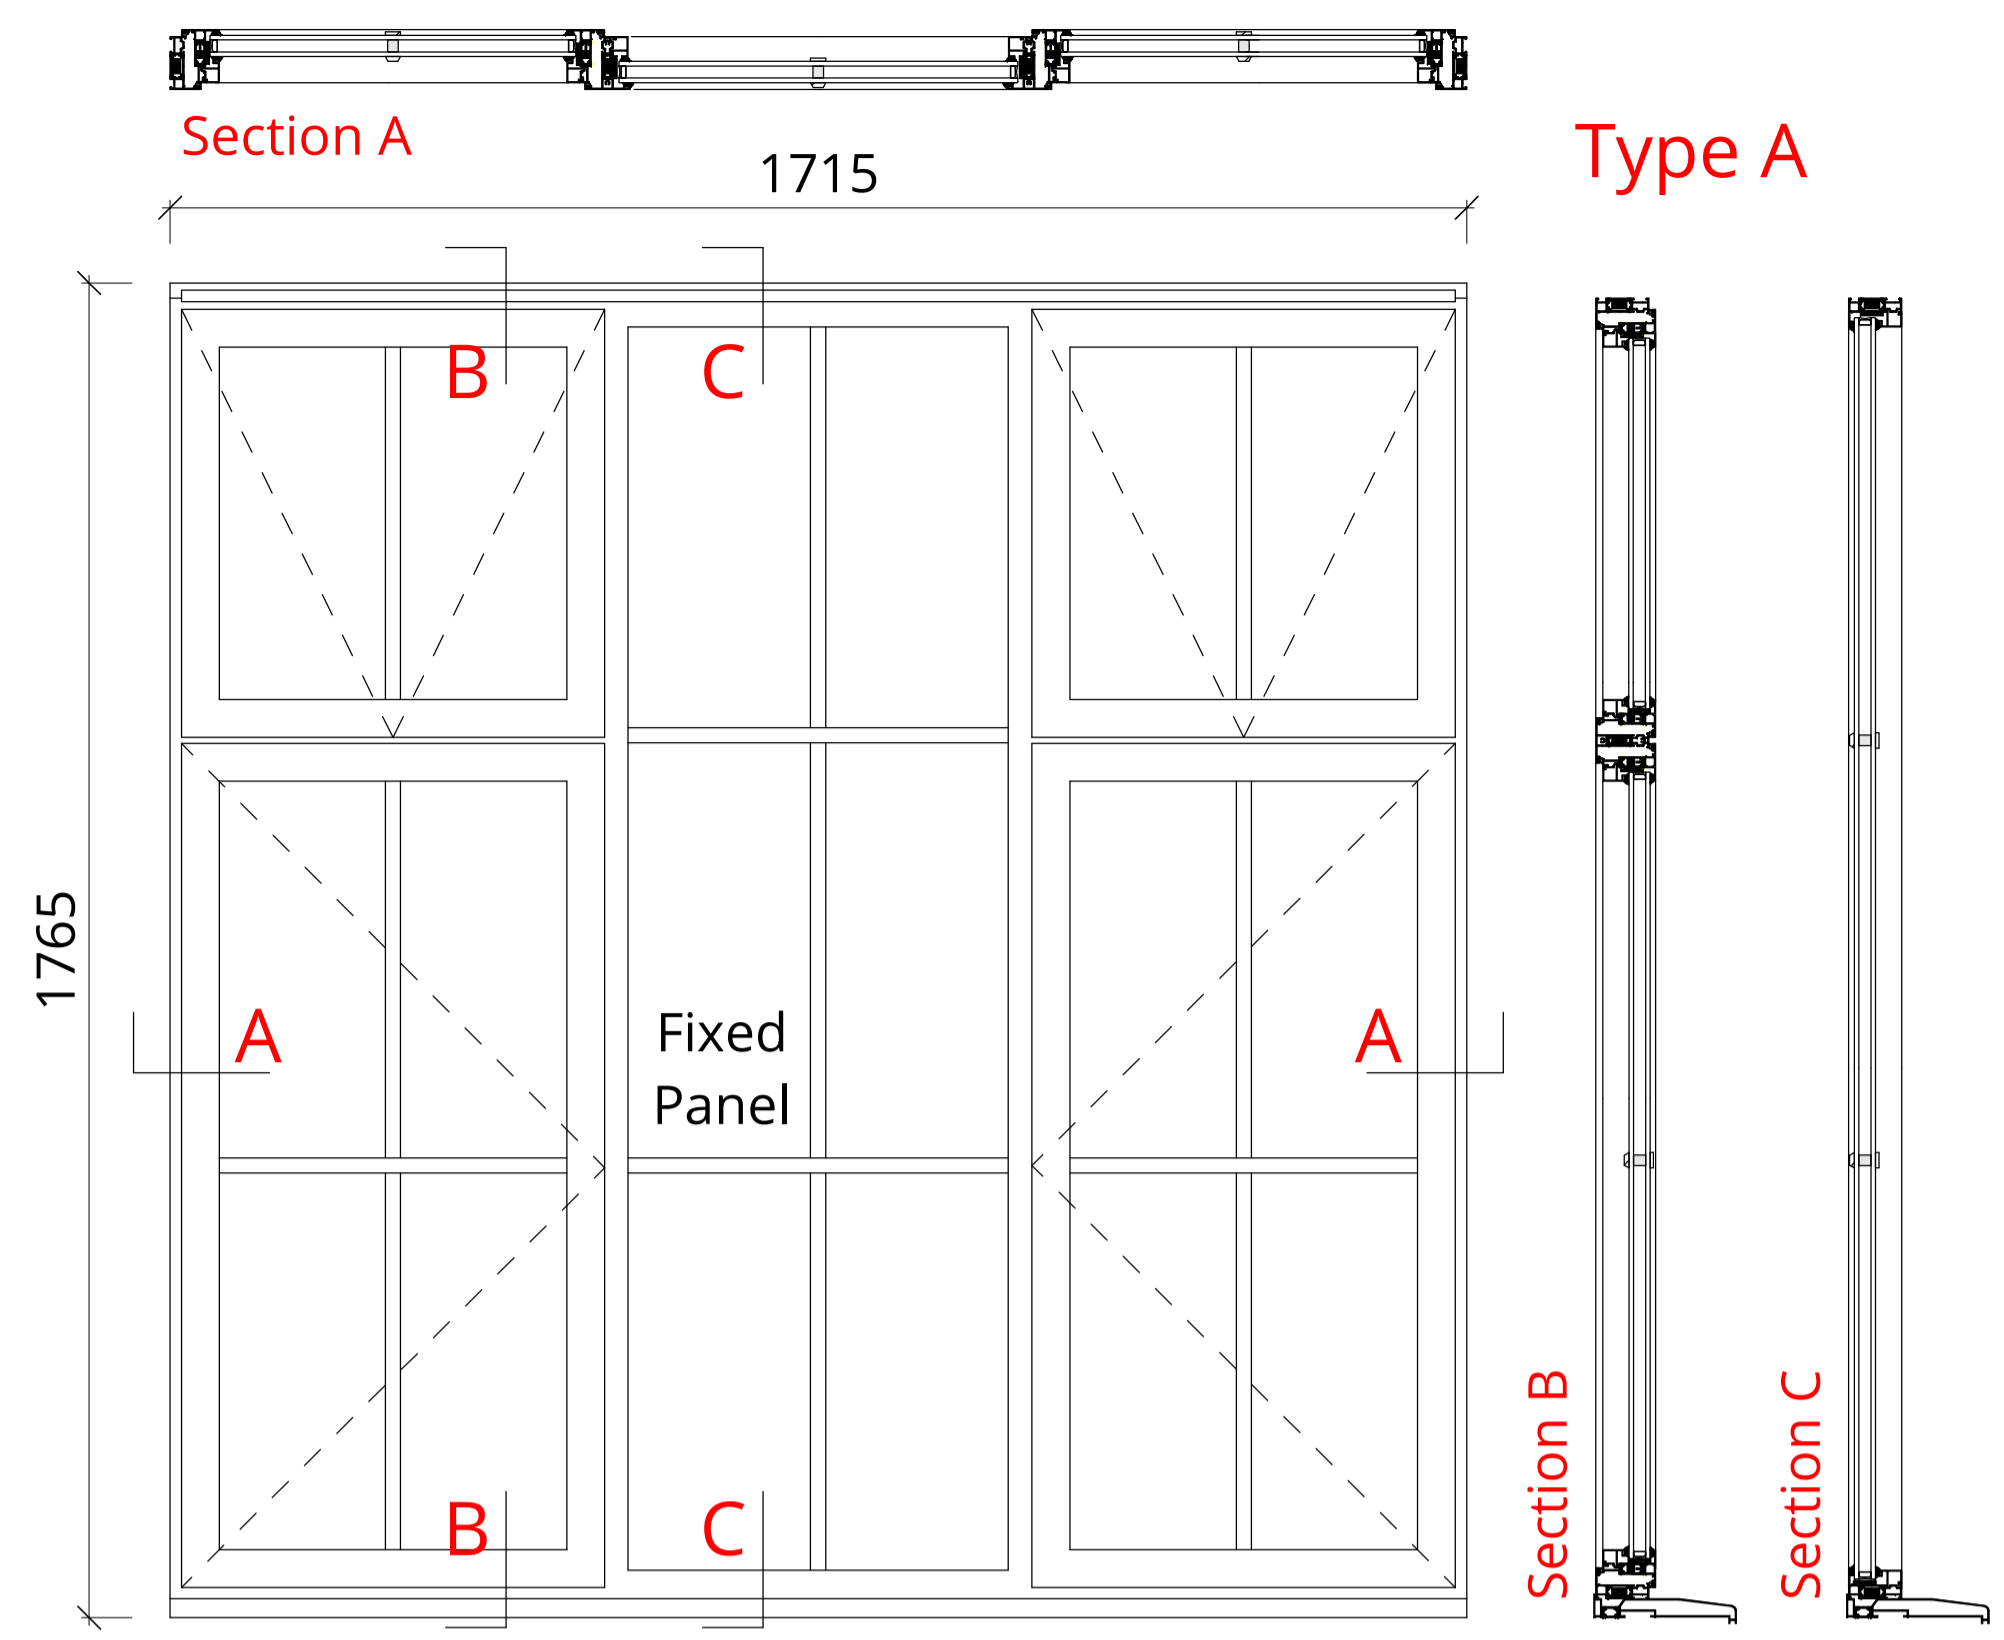 Section A
1715
Type A
B
C
1765
A
Fixed
Panel
A
B
C
Section B
Section C